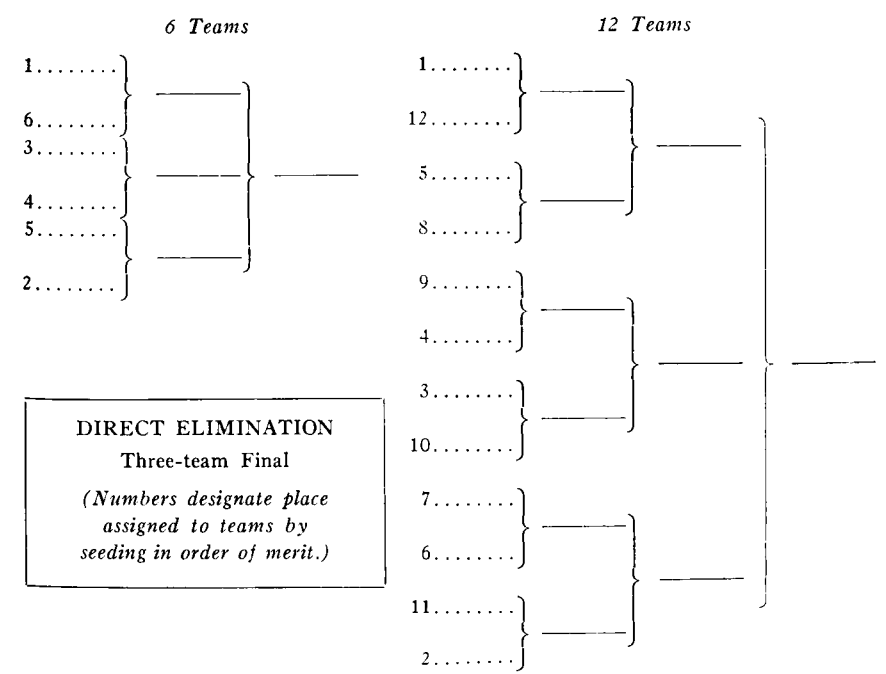 6 Teams
1........
6........
3........
4........
5........
2........
DIRECT ELIMINATION
Three-team Final
(Numbers designate place
assigned to teams by
seeding in order of merit.)
12 Teams
1........
12........
5........
8........
9........
4........
3........
10........
7........
6........
11........
2........